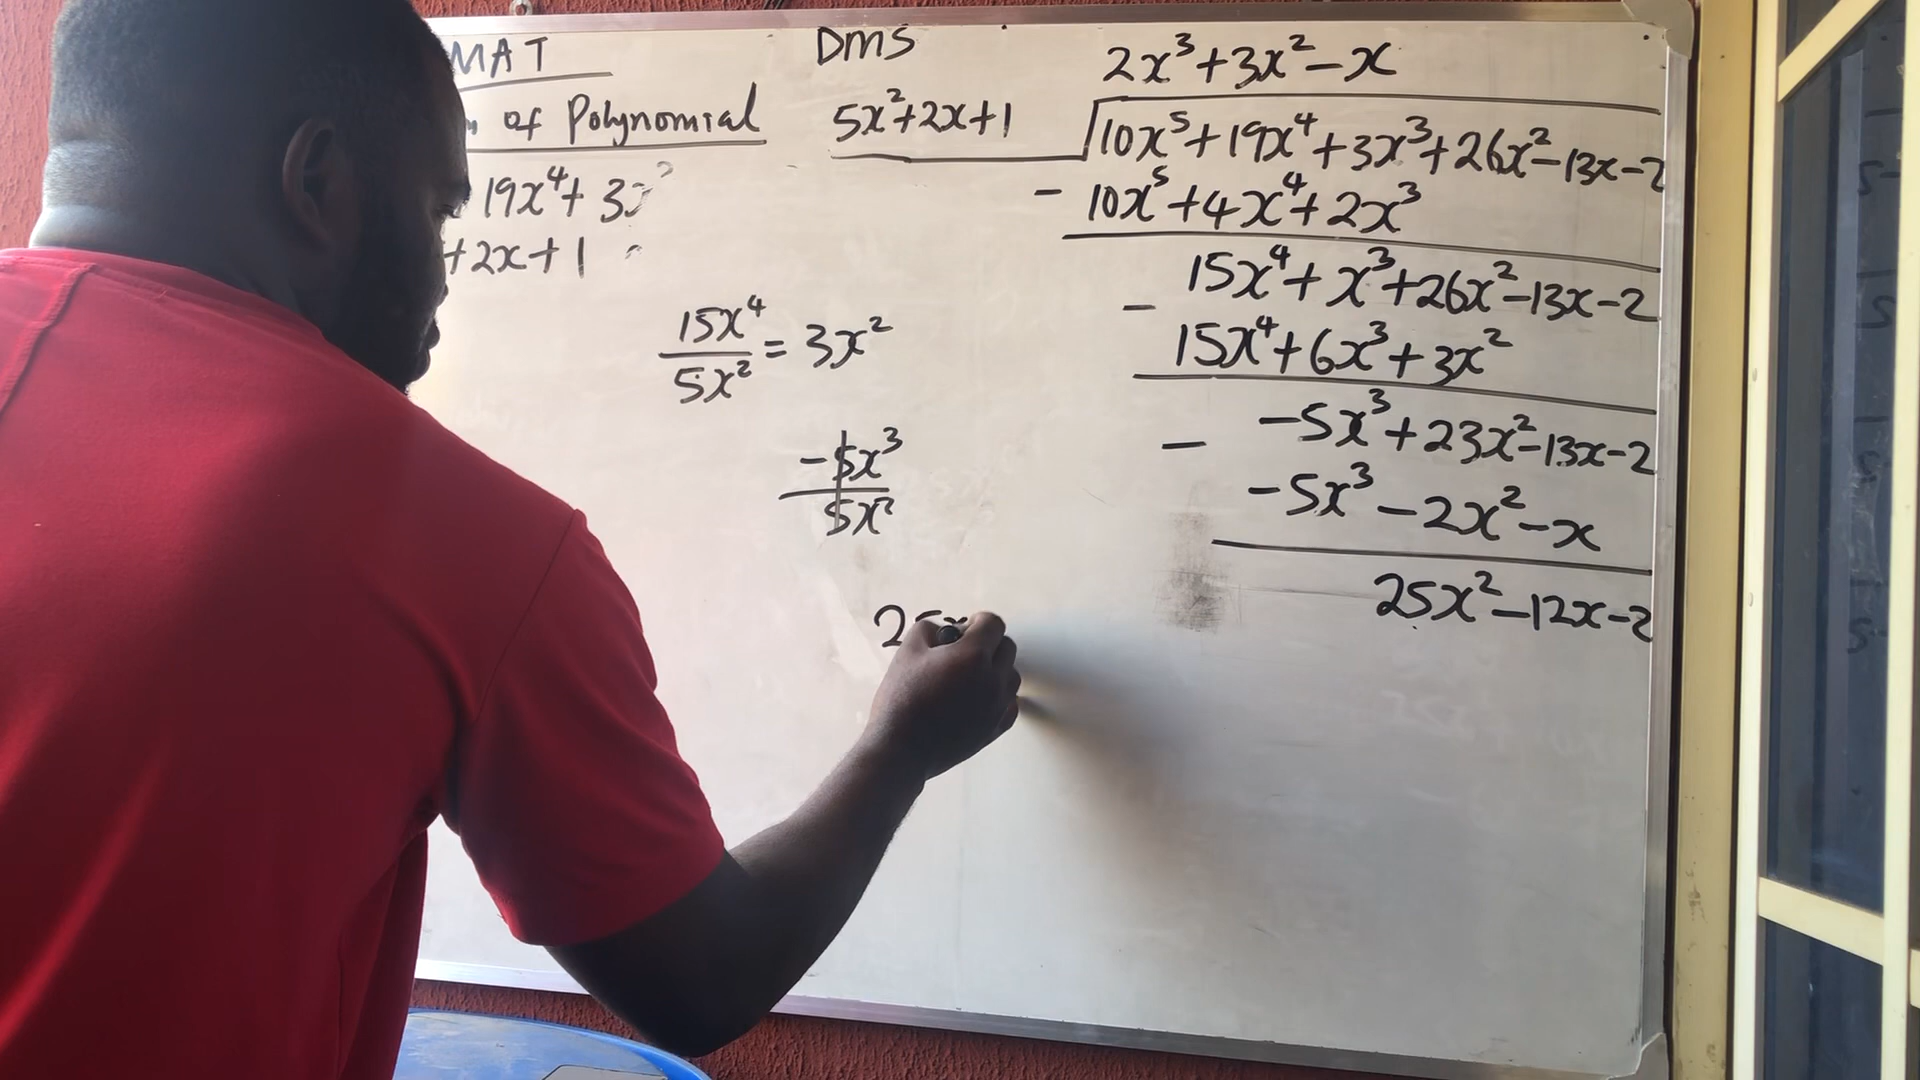 MAT
of Polynomial
19x⁴ + 3x³
+2x+1
15x⁴
5x² = 3x²
-5x³
5x²
25x
DMS
2x³+3x²-x
5x²+2x+1
10x⁵+19x⁴+3x³+26x²-13x-2
- 10x⁵+4x⁴+2x³
15x⁴+x³+26x²-13x-2
- 15x⁴+6x³+3x²
-5x³+23x²-13x-2
- -5x³-2x²-x
25x²-12x-2